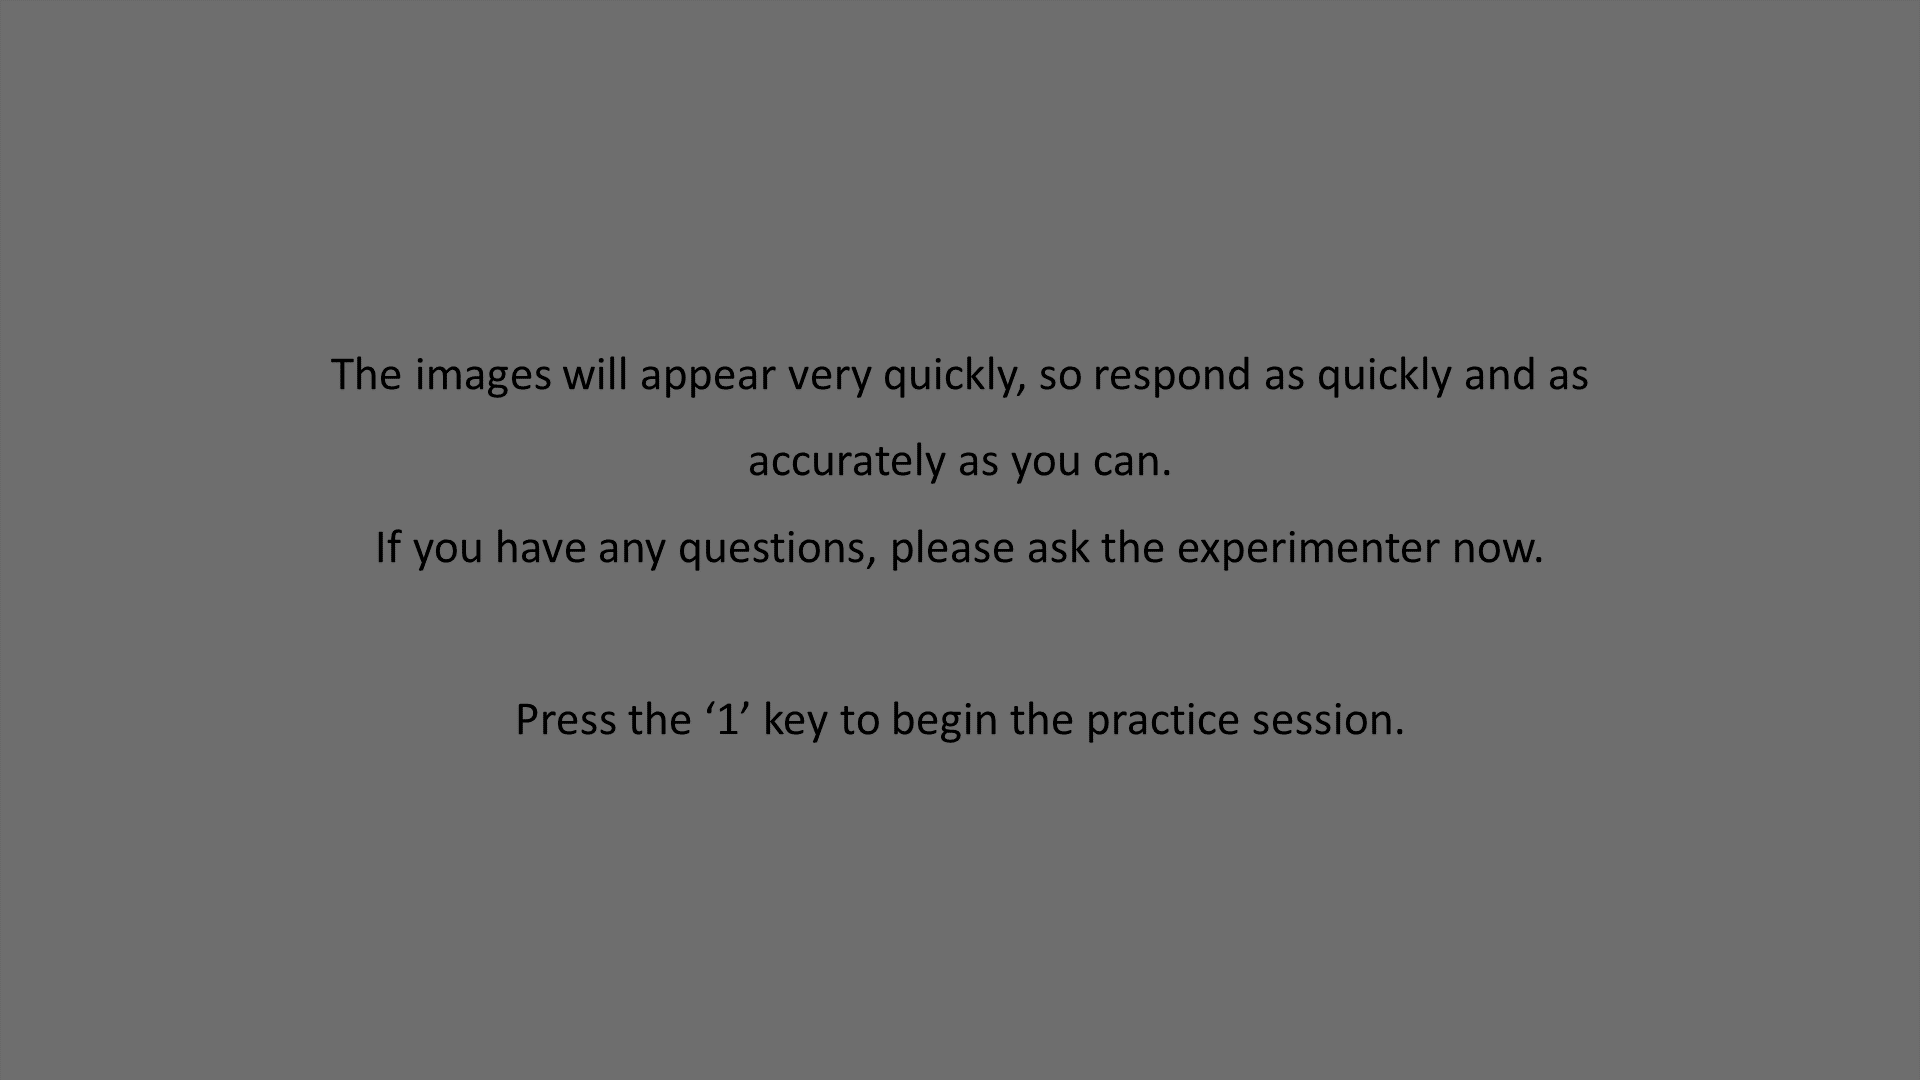 The images will appear very quickly, so respond as quickly and as
accurately as you can.
If you have any questions, please ask the experimenter now.
Press the ‘1’ key to begin the practice session.